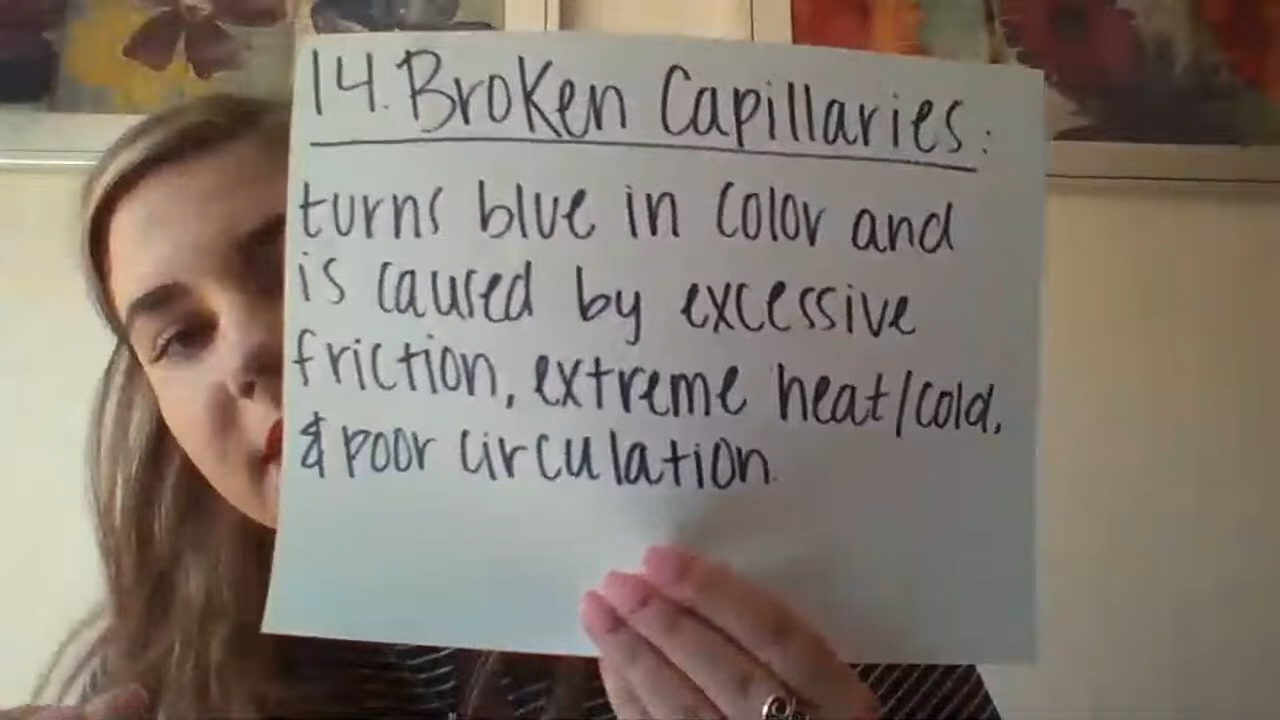 14. Broken Capillaries:
turns blue in color and
is caused by excessive
friction, extreme heat/cold,
& poor circulation.